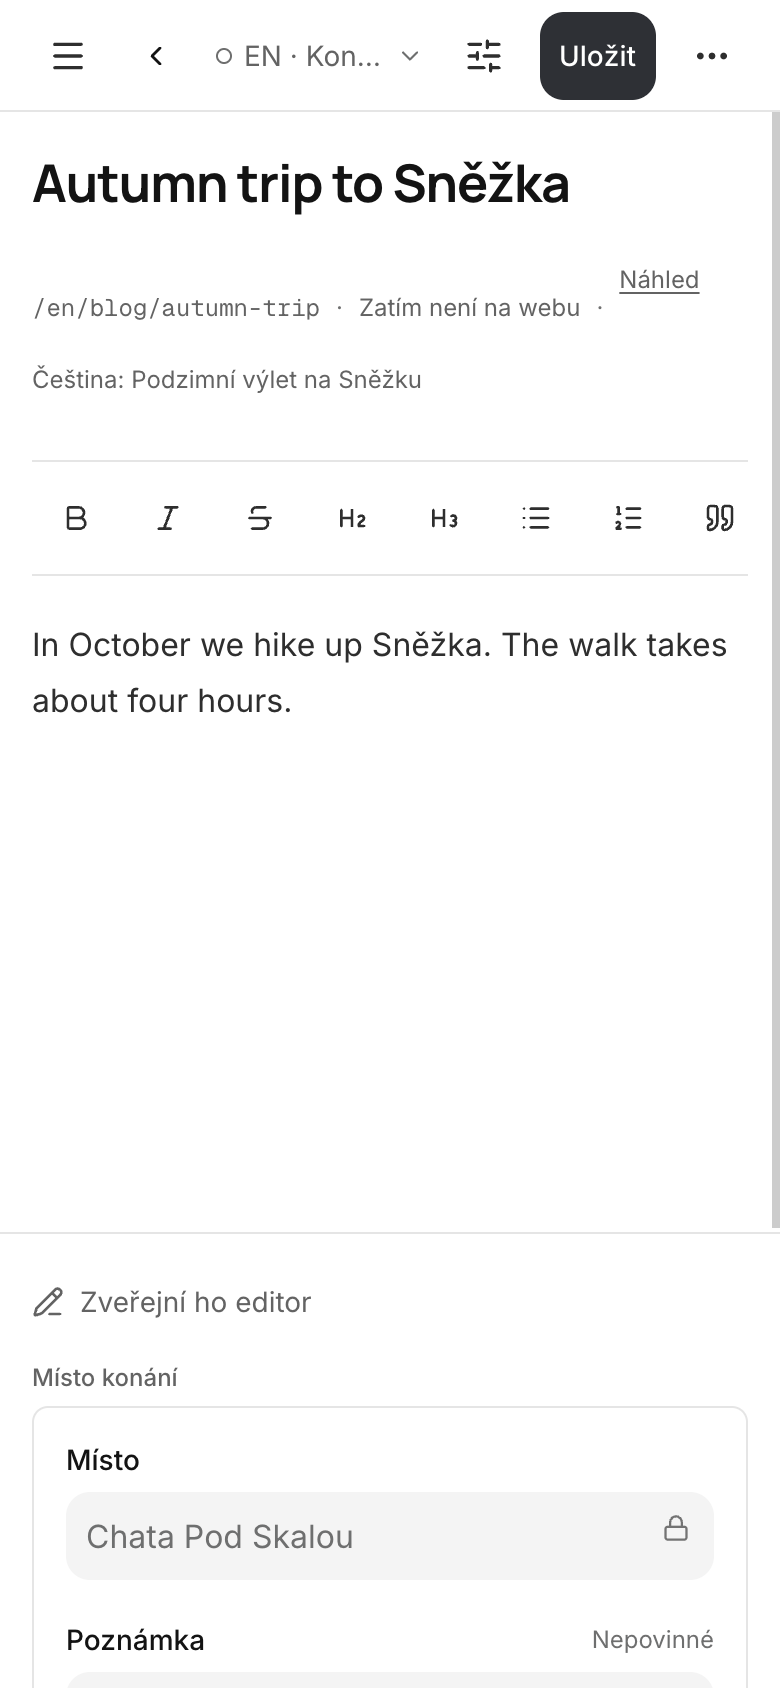 EN · Kon...
Uložit
Autumn trip to Sněžka
/en/blog/autumn-trip · Zatím není na webu · Náhled
Čeština: Podzimní výlet na Sněžku
B I S H2 H3
In October we hike up Sněžka. The walk takes
about four hours.
Zveřejní ho editor
Místo konání
Místo
Chata Pod Skalou
Poznámka Nepovinné